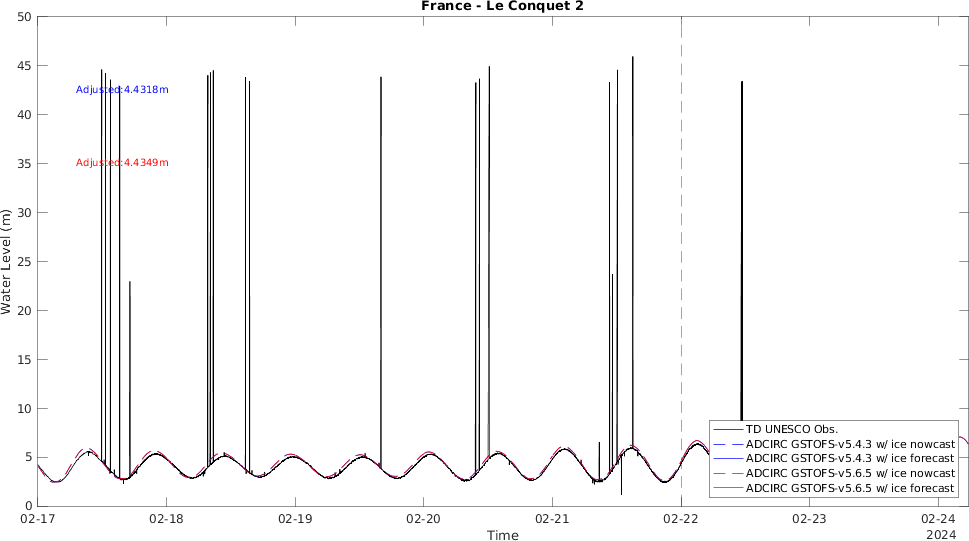 France - Le Conquet 2
50
45
40
35
30
25
20
15
10
5
0
Water Level (m)
Adjusted:4.4318m
Adjusted:4.4349m
TD UNESCO Obs.
ADCIRC GSTOFS-v5.4.3 w/ ice nowcast
ADCIRC GSTOFS-v5.4.3 w/ ice forecast
ADCIRC GSTOFS-v5.6.5 w/ ice nowcast
ADCIRC GSTOFS-v5.6.5 w/ ice forecast
02-17 02-18 02-19 02-20 02-21 02-22 02-23 02-24
2024
Time